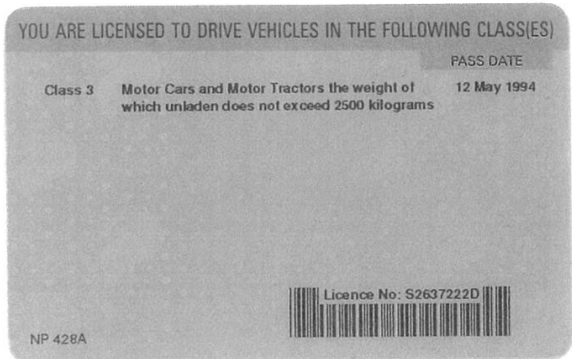 YOU ARE LICENSED TO DRIVE VEHICLES IN THE FOLLOWING CLASS(ES)
PASS DATE
Class 3 Motor Cars and Motor Tractors the weight of 12 May 1994
which unladen does not exceed 2500 kilograms
Licence No: S2637222D
NP 428A